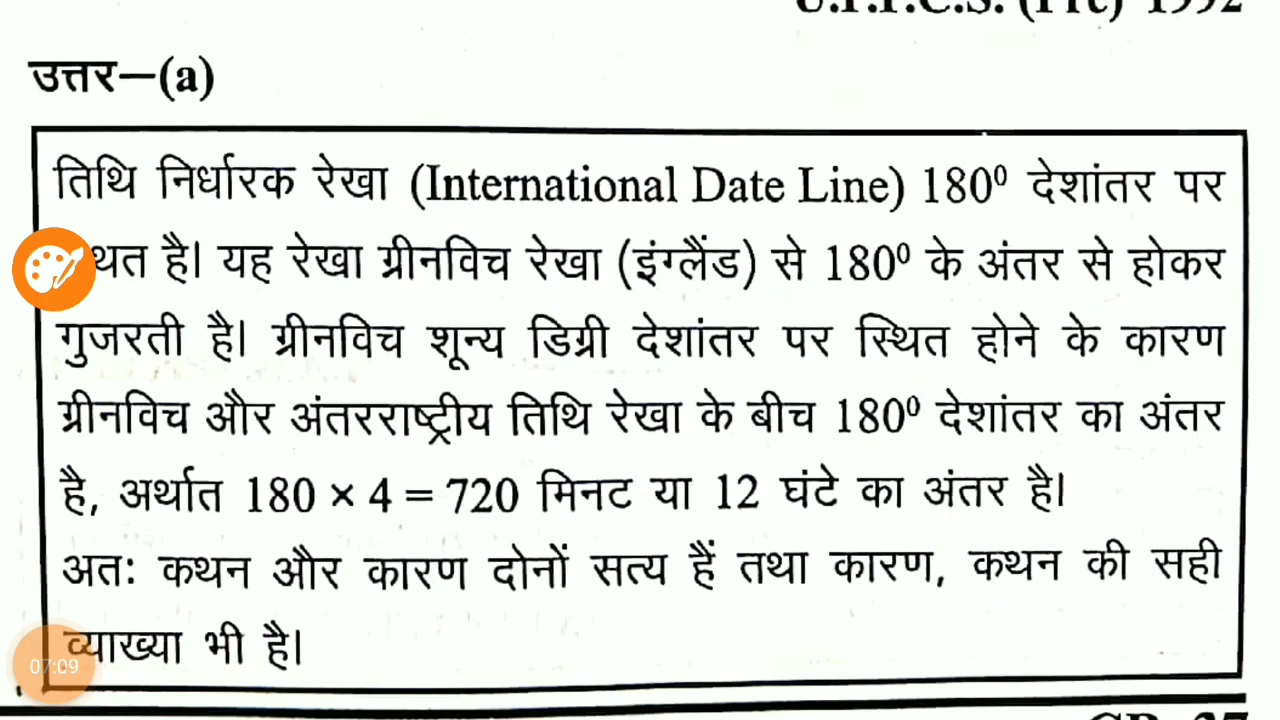 उत्तर–(a)
तिथि निर्धारक रेखा (International Date Line) 180⁰ देशांतर पर
है। यह रेखा ग्रीनविच रेखा (इंग्लैंड) से 180⁰ के अंतर से होकर
गुजरती है। ग्रीनविच शून्य डिग्री देशांतर पर स्थित होने के कारण
ग्रीनविच और अंतरराष्ट्रीय तिथि रेखा के बीच 180⁰ देशांतर का अंतर
है, अर्थात 180 × 4 = 720 मिनट या 12 घंटे का अंतर है।
अतः कथन और कारण दोनों सत्य हैं तथा कारण, कथन की सही
व्याख्या भी है।
07:09